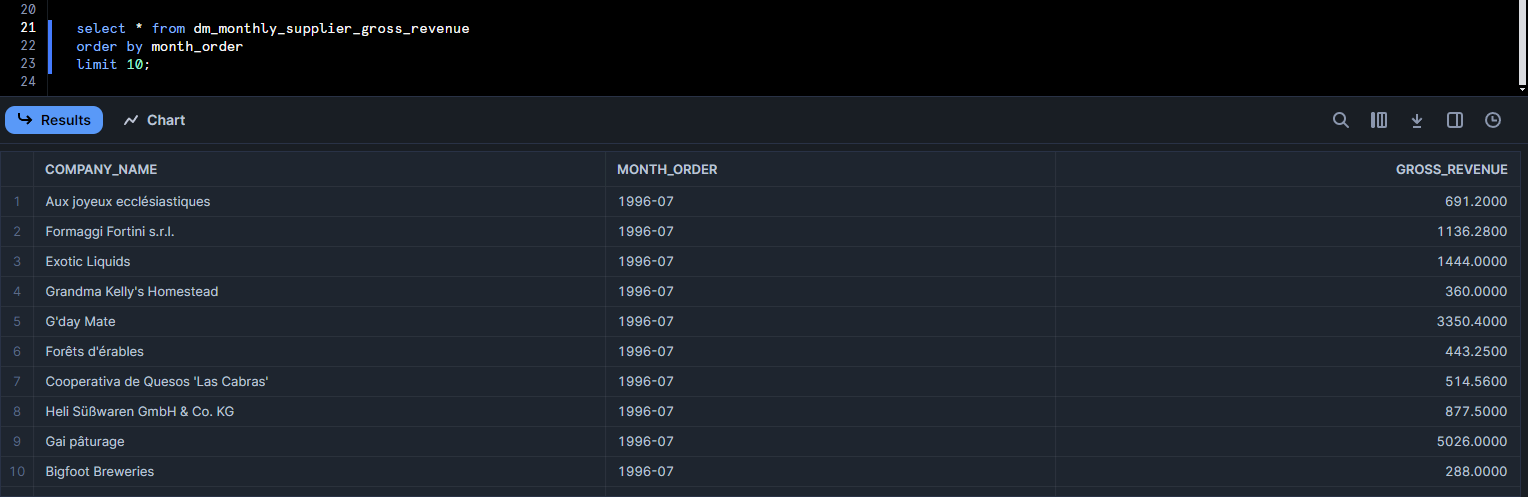 20
21 select * from dm_monthly_supplier_gross_revenue
22 order by month_order
23 limit 10;
24
Results Chart
COMPANY_NAME MONTH_ORDER GROSS_REVENUE
1 Aux joyeux ecclésiastiques 1996-07 691.2000
2 Formaggi Fortini s.r.l. 1996-07 1136.2800
3 Exotic Liquids 1996-07 1444.0000
4 Grandma Kelly's Homestead 1996-07 360.0000
5 G'day Mate 1996-07 3350.4000
6 Forêts d'érables 1996-07 443.2500
7 Cooperativa de Quesos 'Las Cabras' 1996-07 514.5600
8 Heli Süßwaren GmbH & Co. KG 1996-07 877.5000
9 Gai pâturage 1996-07 5026.0000
10 Bigfoot Breweries 1996-07 288.0000